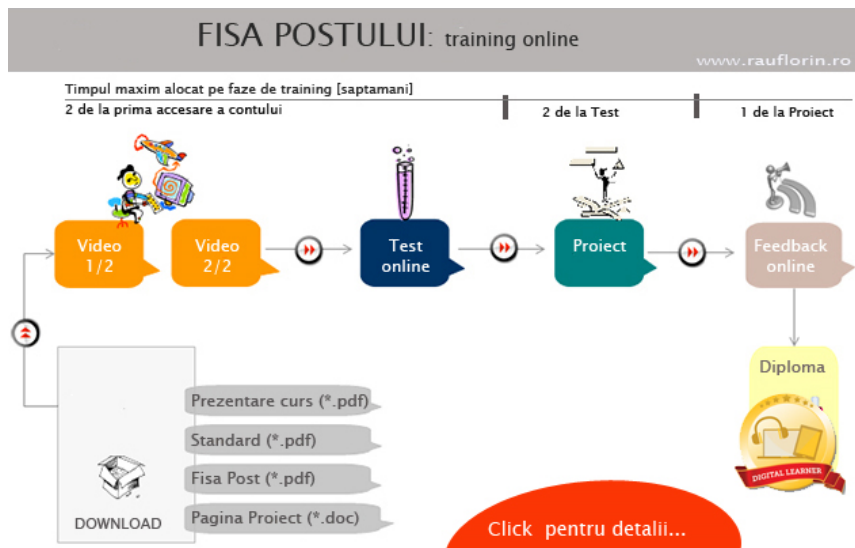 FISA POSTULUI: training online
www.rauflorin.ro
Timpul maxim alocat pe faze de training [saptamani]
2 de la prima accesare a contului
2 de la Test
1 de la Proiect
Video
1/2
Video
2/2
Test
online
Proiect
Feedback
online
Diploma
DIGITAL LEARNER
Prezentare curs (*.pdf)
Standard (*.pdf)
Fisa Post (*.pdf)
Pagina Proiect (*.doc)
DOWNLOAD
Click pentru detalii...